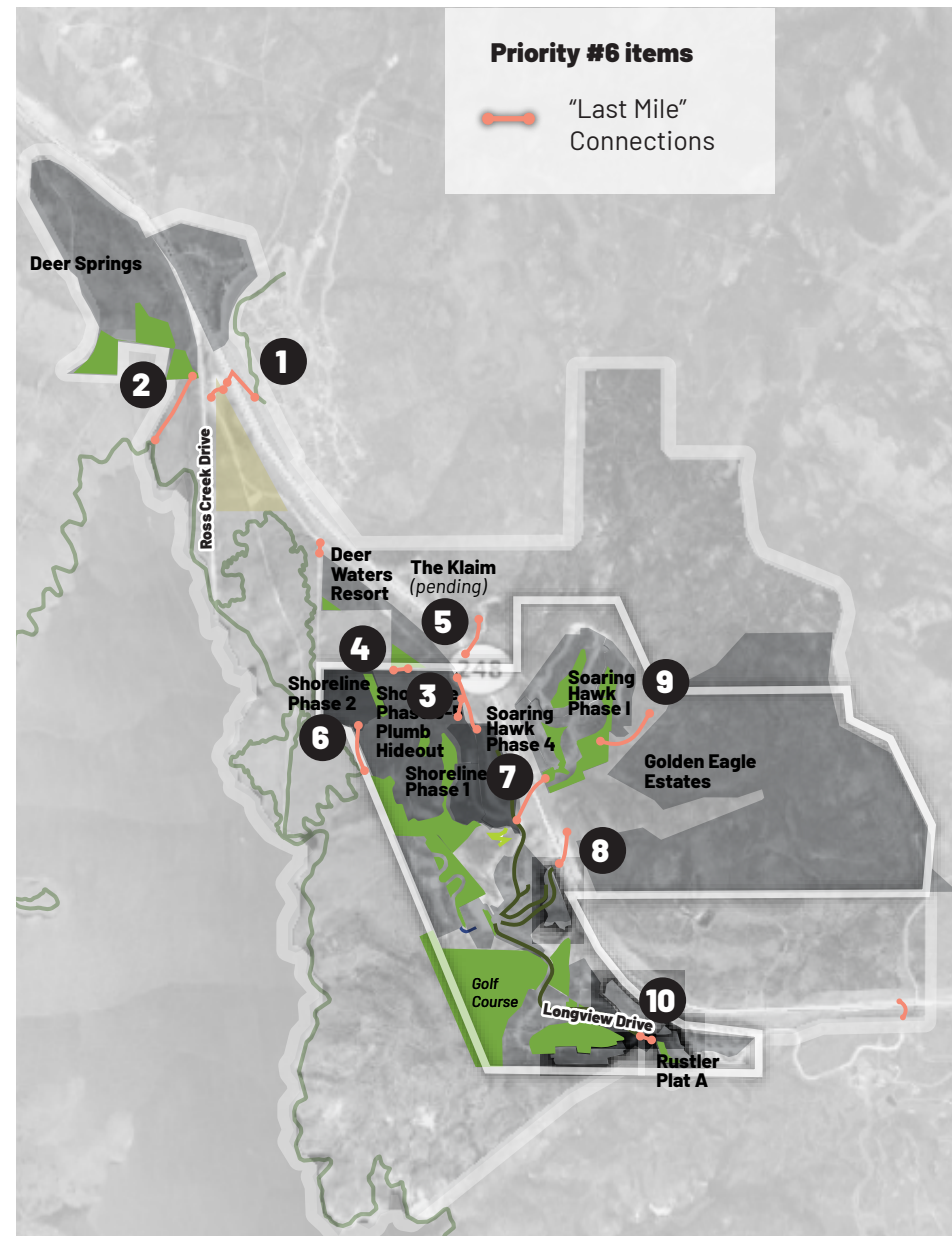 Priority #6 items
“Last Mile”
Connections
Deer Springs
1
2
Ross Creek Drive
Deer
Waters
Resort
The Klaim
(pending)
5
248
4
3
9
Shoreline
Phase 2
Plumb
Hideout
Soaring
Hawk
Phase I
Soaring
Hawk
Phase 4
6
7
Shoreline
Phase 1
Golden Eagle
Estates
8
Golf
Course
10
Longview Drive
Rustler
Plat A